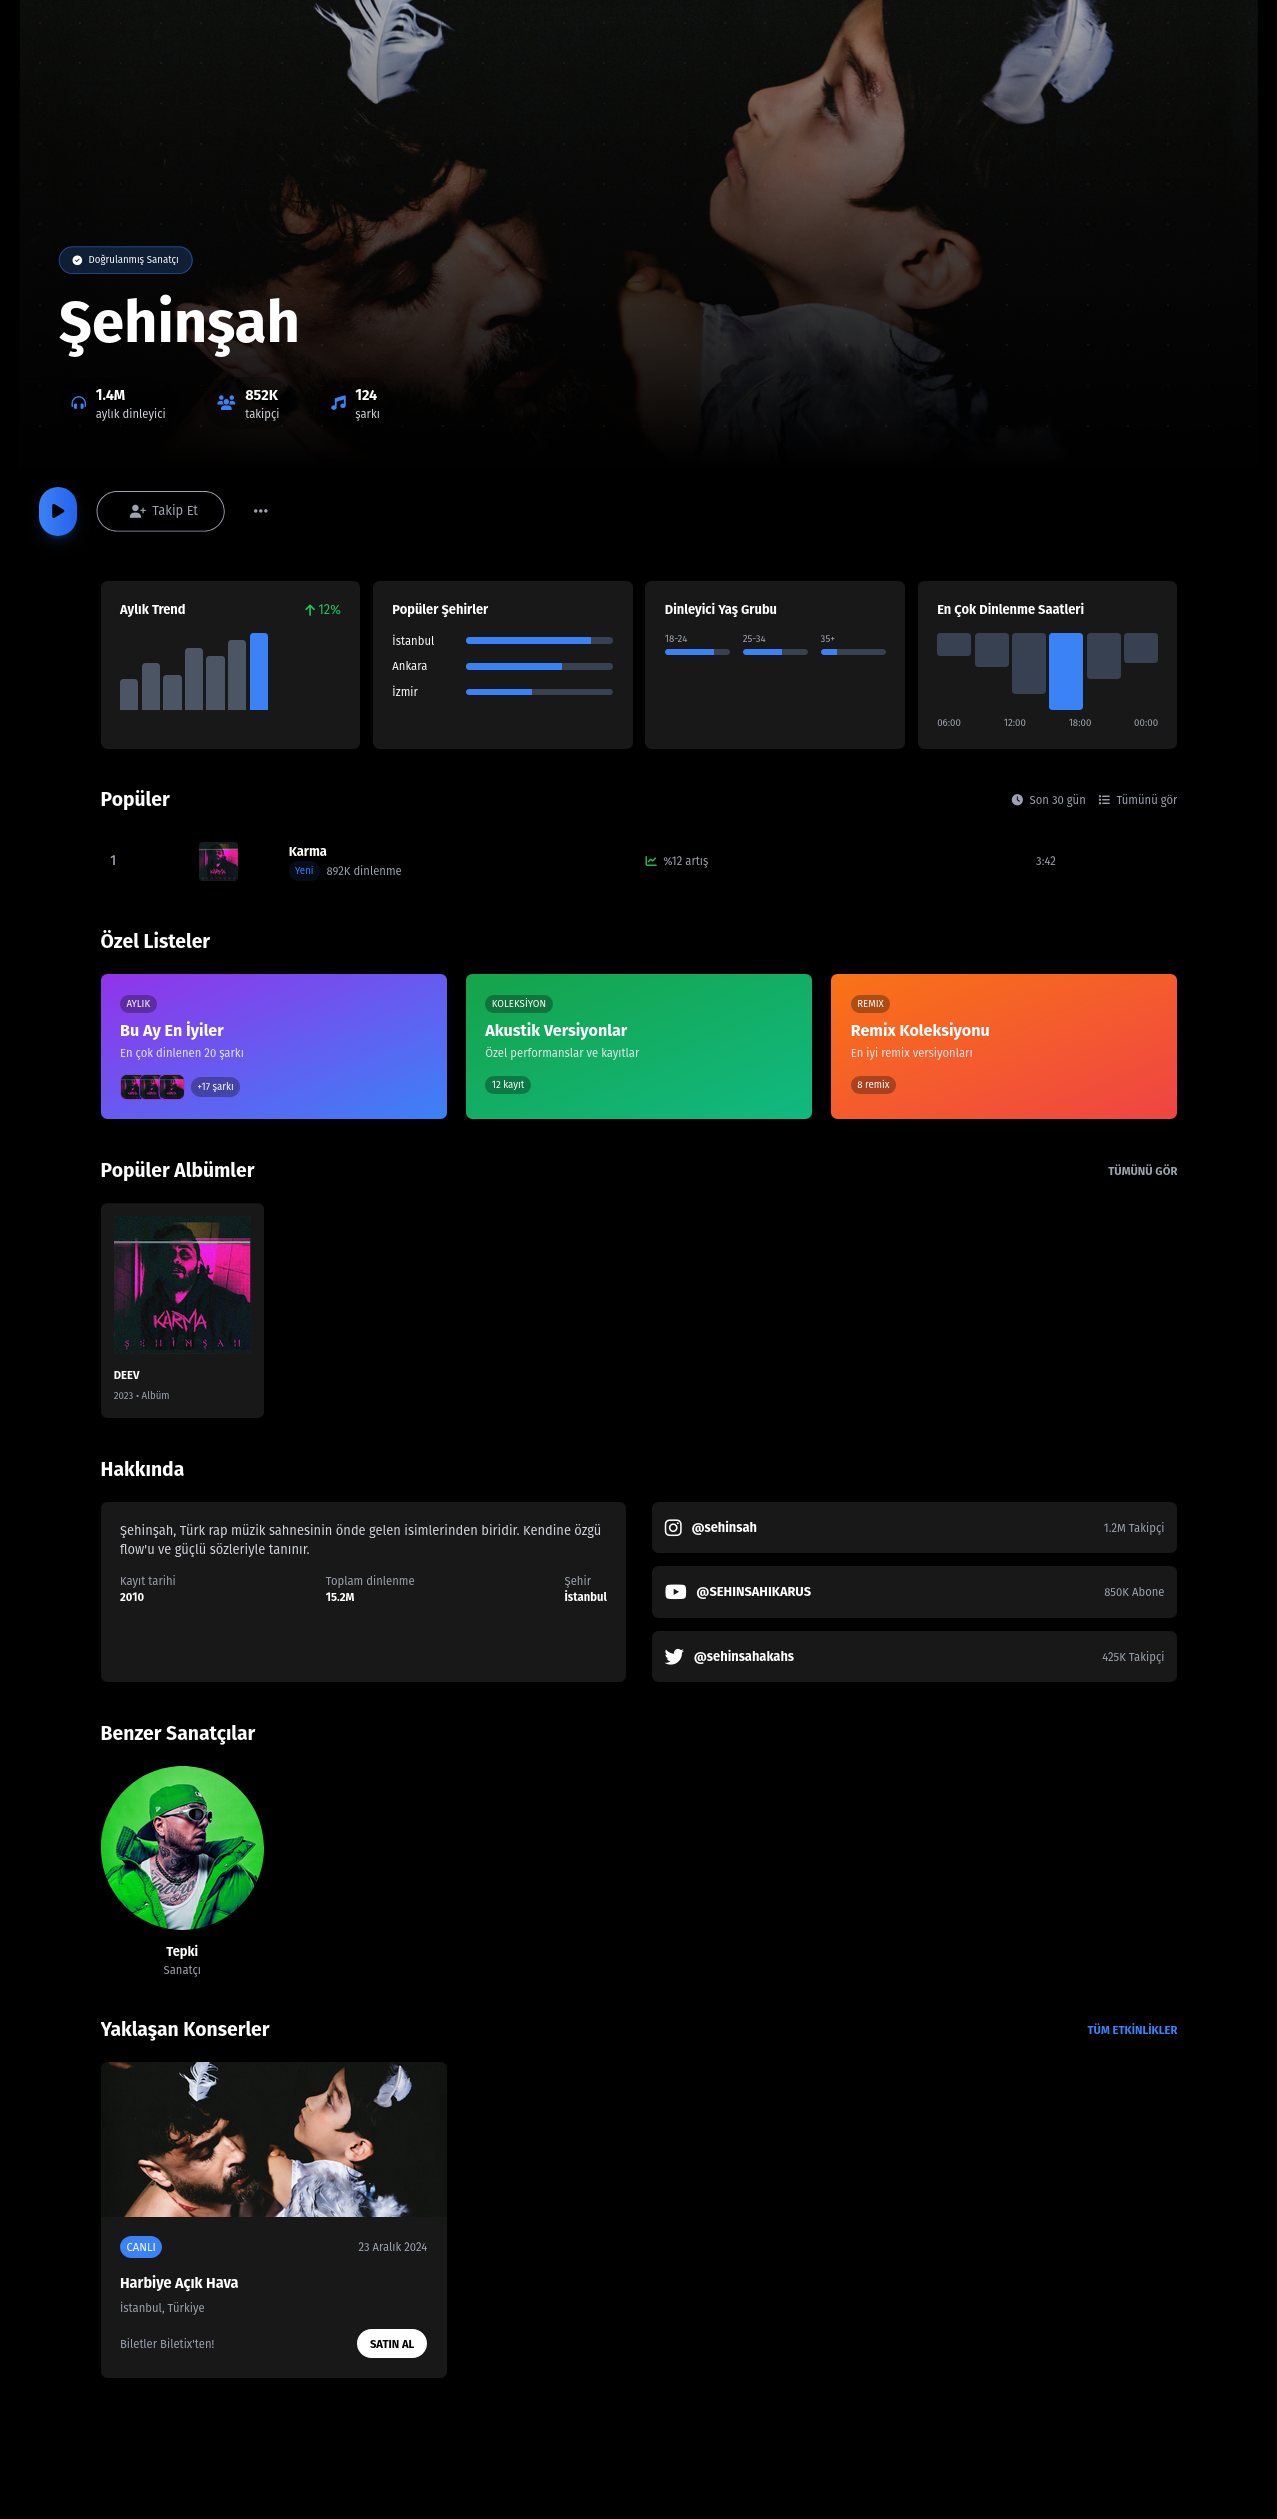 Doğrulanmış Sanatçı
Şehinşah
1.4M
aylık dinleyici
852K
takipçi
124
şarkı
Takip Et
Aylık Trend
12%
Popüler Şehirler
İstanbul
Ankara
İzmir
Dinleyici Yaş Grubu
18-24
25-34
35+
En Çok Dinlenme Saatleri
06:00
12:00
18:00
00:00
Popüler
Son 30 gün
Tümünü gör
1
Karma
Yeni
892K dinlenme
%12 artış
3:42
Özel Listeler
AYLIK
Bu Ay En İyiler
En çok dinlenen 20 şarkı
+17 şarkı
KOLEKSİYON
Akustik Versiyonlar
Özel performanslar ve kayıtlar
12 kayıt
REMIX
Remix Koleksiyonu
En iyi remix versiyonları
8 remix
Popüler Albümler
TÜMÜNÜ GÖR
KARMA
ŞEHİNŞAH
DEEV
2023 • Albüm
Hakkında
Şehinşah, Türk rap müzik sahnesinin önde gelen isimlerinden biridir. Kendine özgü
flow'u ve güçlü sözleriyle tanınır.
Kayıt tarihi
2010
Toplam dinlenme
15.2M
Şehir
İstanbul
@sehinsah
1.2M Takipçi
@SEHINSAHIKARUS
850K Abone
@sehinsahakahs
425K Takipçi
Benzer Sanatçılar
Tepki
Sanatçı
Yaklaşan Konserler
TÜM ETKİNLİKLER
CANLI
23 Aralık 2024
Harbiye Açık Hava
İstanbul, Türkiye
Biletler Biletix'ten!
SATIN AL